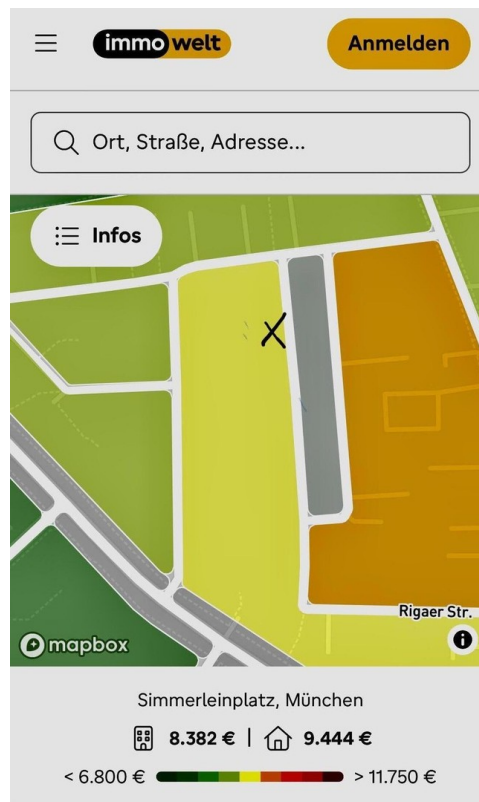 immowelt
Anmelden
Ort, Straße, Adresse...
Infos
X
Rigaer Str.
mapbox
i
Simmerleinplatz, München
8.382 € | 9.444 €
< 6.800 € > 11.750 €